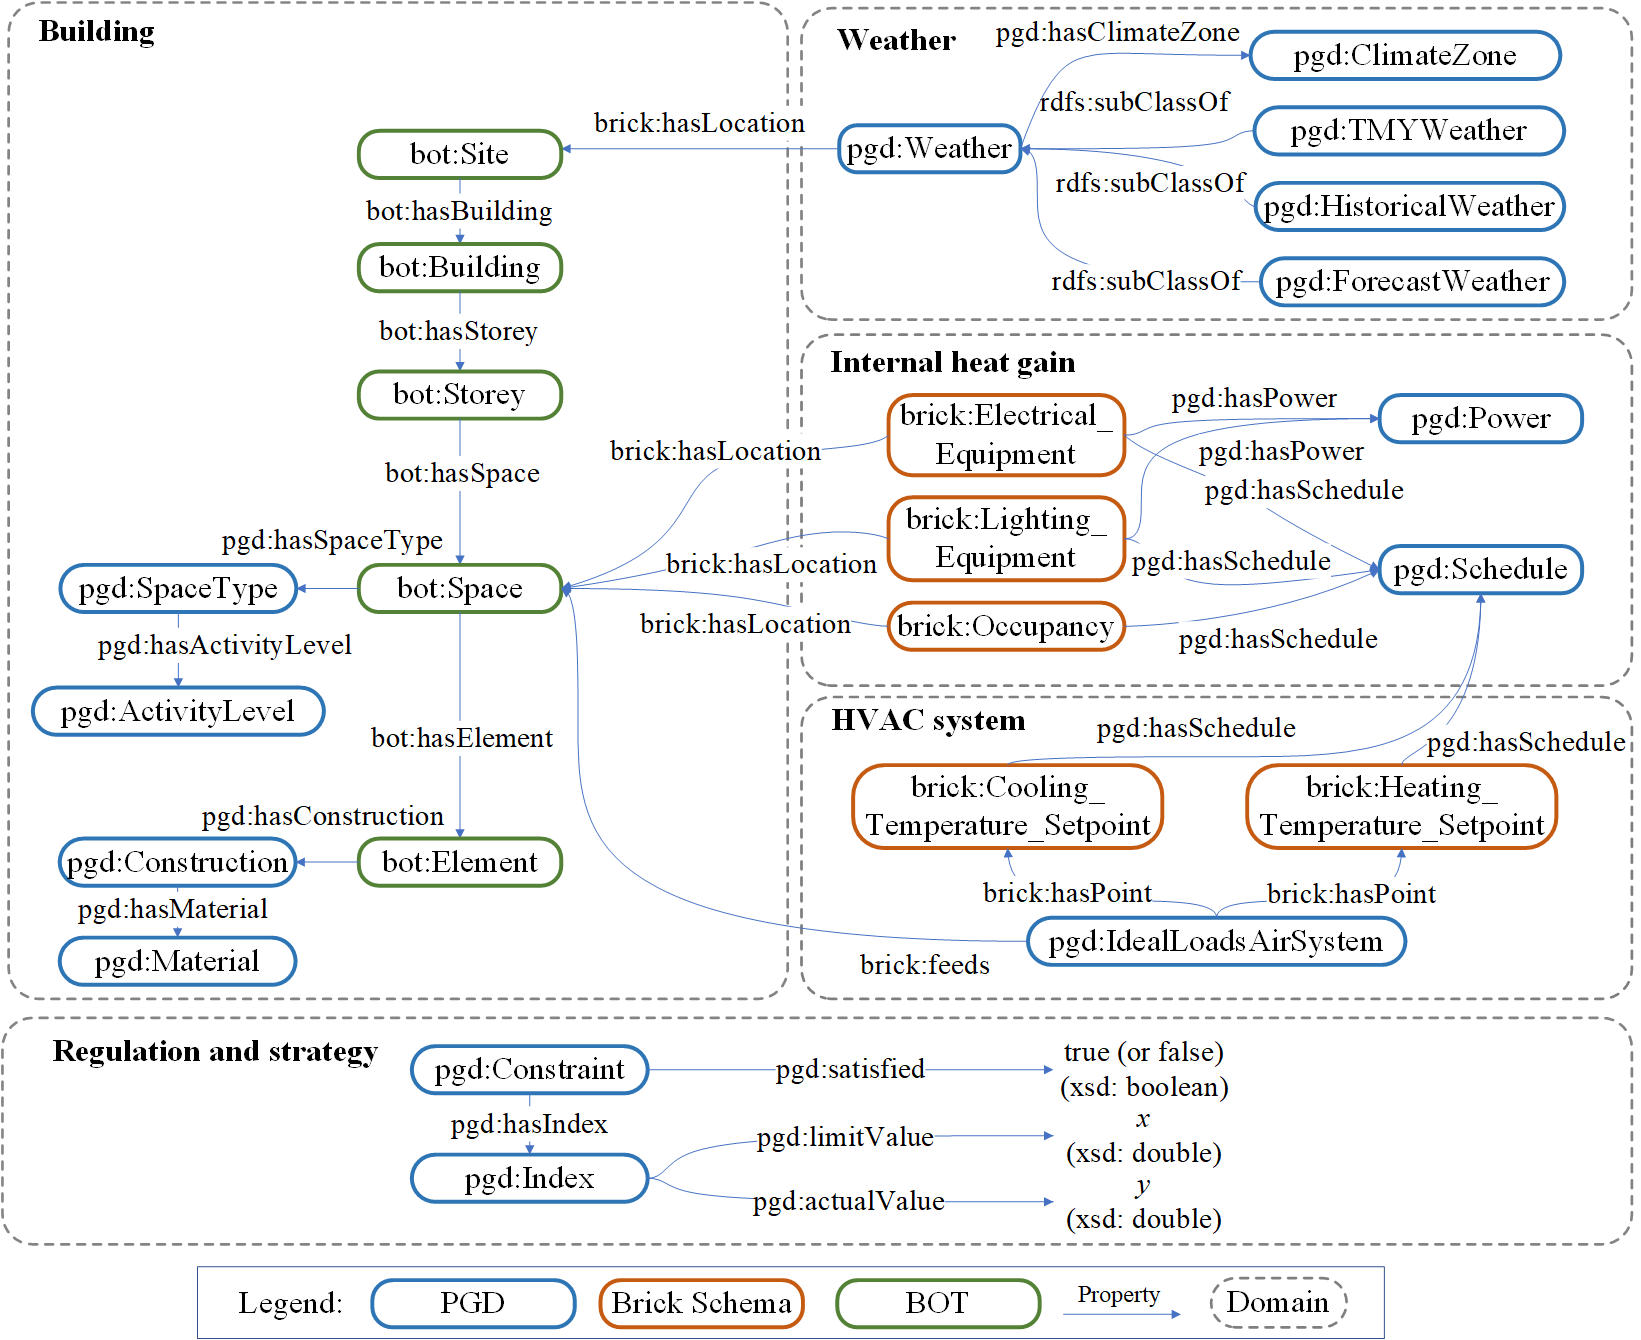 Building
bot:Site
bot:hasBuilding
bot:Building
bot:hasStorey
bot:Storey
bot:hasSpace
pgd:hasSpaceType
pgd:SpaceType
bot:Space
pgd:hasActivityLevel
pgd:ActivityLevel
bot:hasElement
pgd:hasConstruction
pgd:Construction
bot:Element
pgd:hasMaterial
pgd:Material
brick:hasLocation
Weather
pgd:hasClimateZone
pgd:ClimateZone
rdfs:subClassOf
pgd:TMYWeather
pgd:Weather
rdfs:subClassOf
pgd:HistoricalWeather
rdfs:subClassOf
pgd:ForecastWeather
Internal heat gain
brick:Electrical_
Equipment
pgd:hasPower
pgd:Power
brick:hasLocation
pgd:hasPower
pgd:hasSchedule
brick:Lighting_
Equipment
brick:hasLocation
pgd:hasSchedule
pgd:Schedule
brick:hasLocation
brick:Occupancy
pgd:hasSchedule
HVAC system
pgd:hasSchedule
pgd:hasSchedule
brick:Cooling_
Temperature_Setpoint
brick:Heating_
Temperature_Setpoint
brick:hasPoint
brick:hasPoint
pgd:IdealLoadsAirSystem
brick:feeds
Regulation and strategy
pgd:Constraint
pgd:satisfied
true (or false)
(xsd: boolean)
pgd:hasIndex
pgd:Index
pgd:limitValue
x
(xsd: double)
pgd:actualValue
y
(xsd: double)
Legend:
PGD
Brick Schema
BOT
Property
Domain